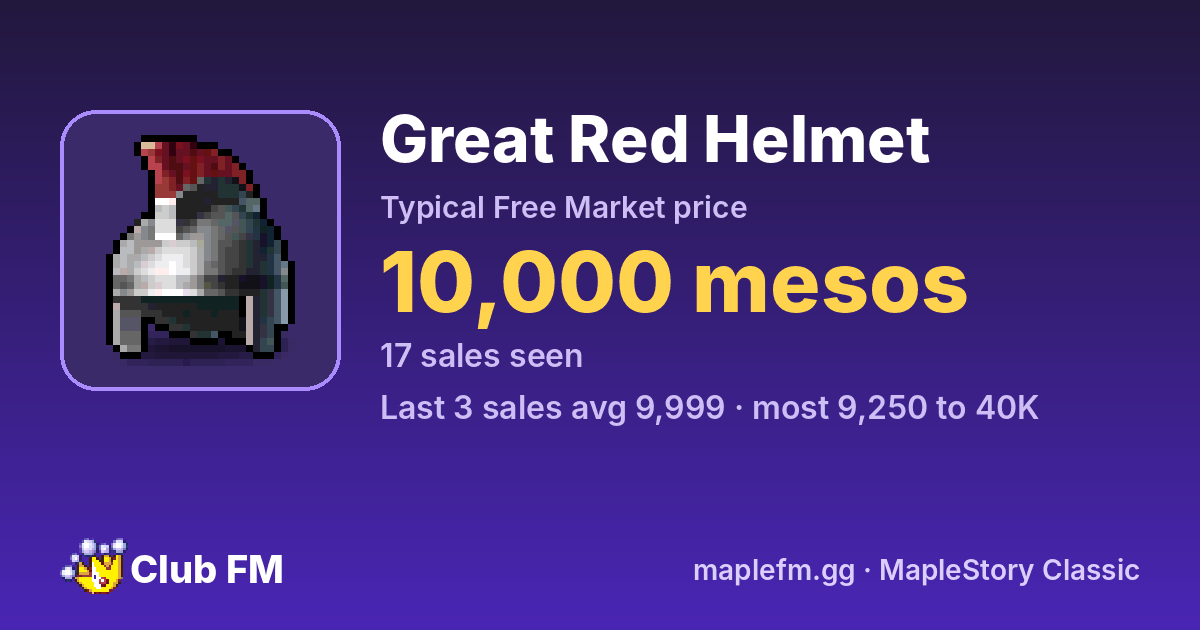 Great Red Helmet
Typical Free Market price
10,000 mesos
17 sales seen
Last 3 sales avg 9,999 · most 9,250 to 40K
Club FM
maplefm.gg · MapleStory Classic